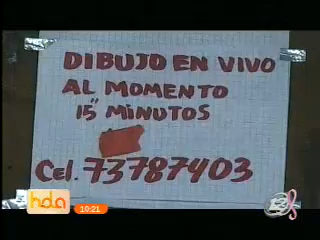 DIBUJO EN VIVO
AL MOMENTO
15" MINUTOS
Cel. 73787403
hda
10:21